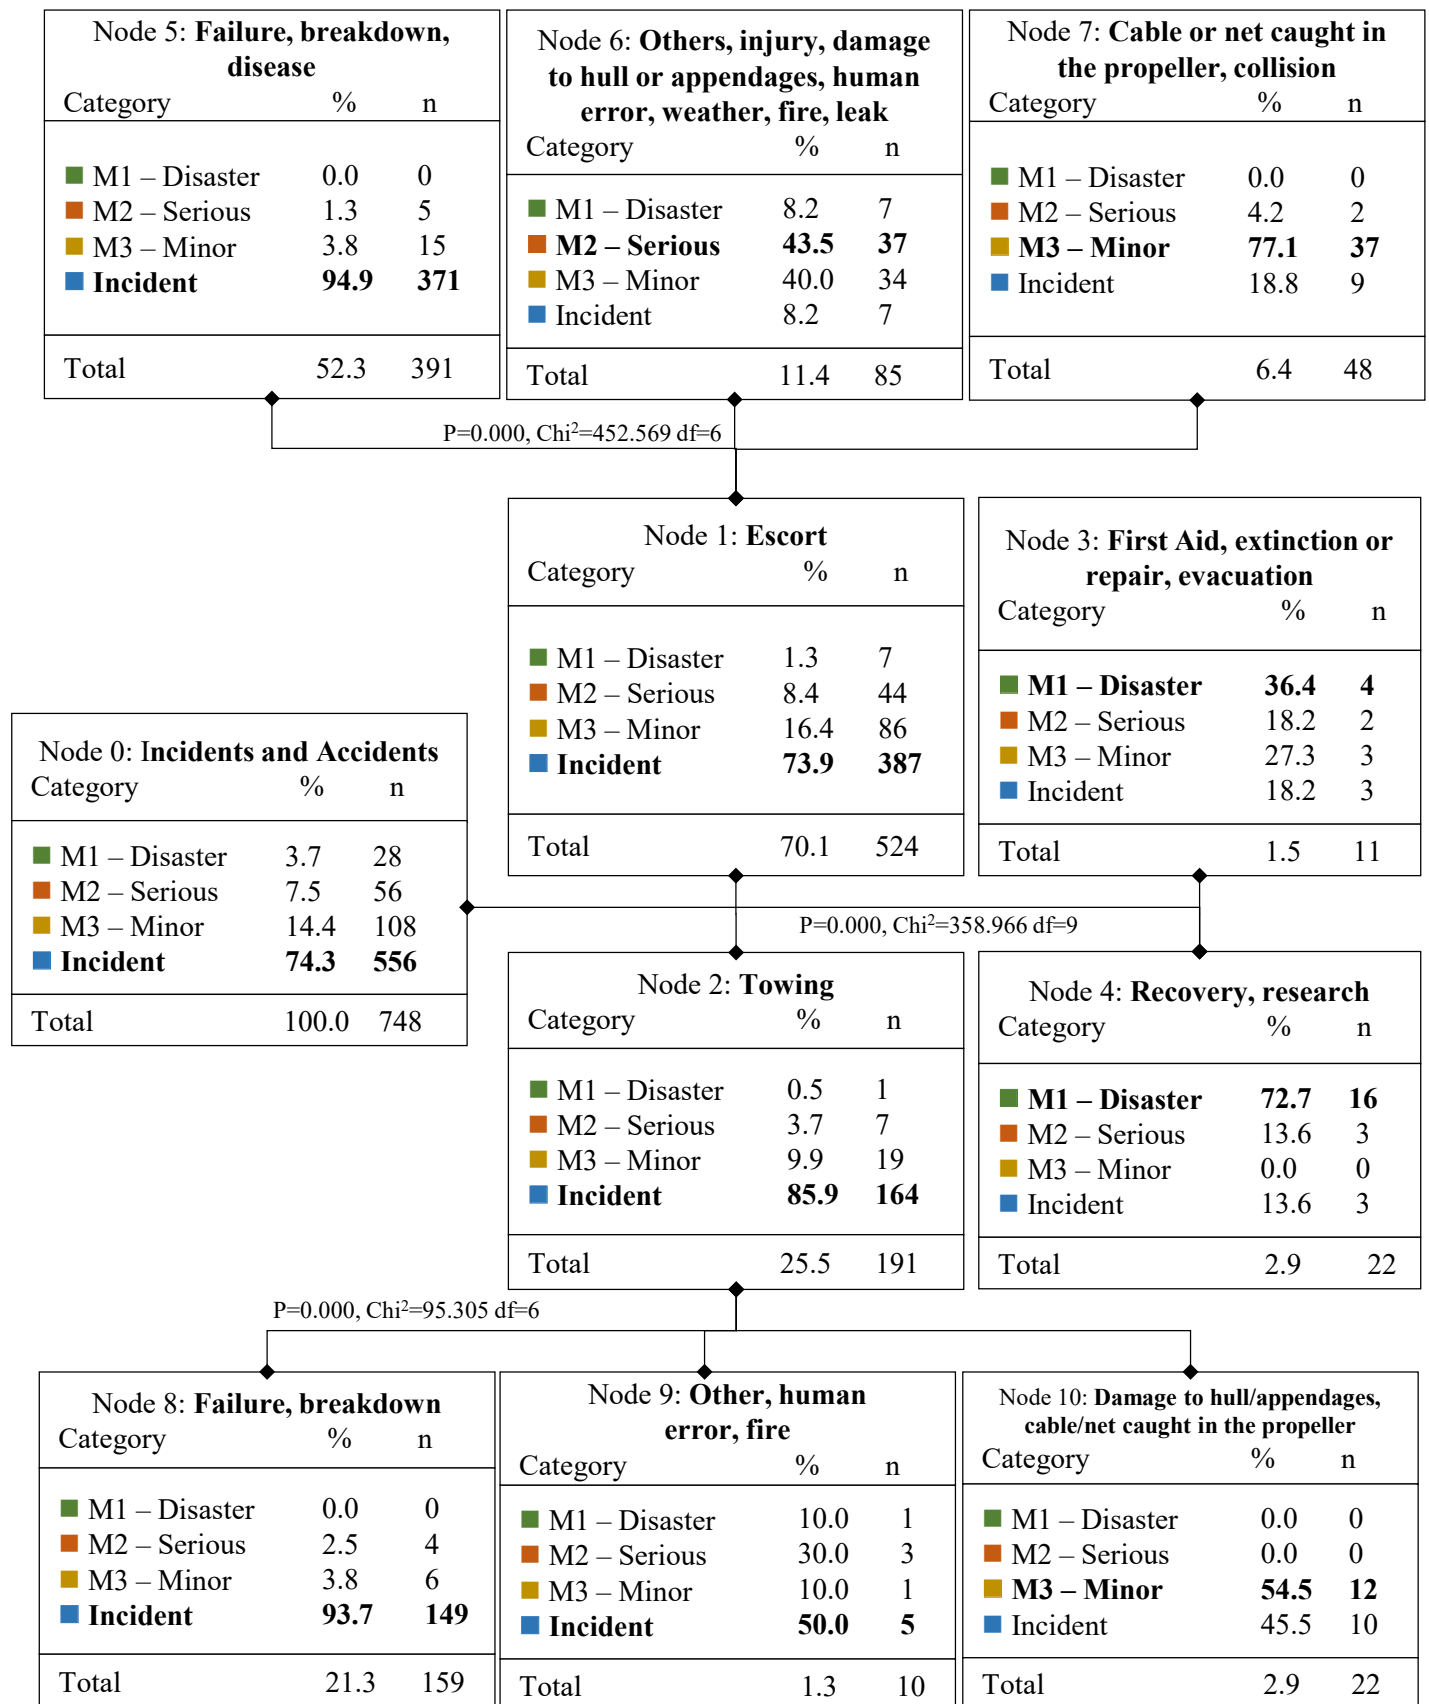 Node 5: Failure, breakdown,
disease
Category % n
M1 – Disaster 0.0 0
M2 – Serious 1.3 5
M3 – Minor 3.8 15
Incident 94.9 371
Total 52.3 391
Node 6: Others, injury, damage
to hull or appendages, human
error, weather, fire, leak
Category % n
M1 – Disaster 8.2 7
M2 – Serious 43.5 37
M3 – Minor 40.0 34
Incident 8.2 7
Total 11.4 85
Node 7: Cable or net caught in
the propeller, collision
Category % n
M1 – Disaster 0.0 0
M2 – Serious 4.2 2
M3 – Minor 77.1 37
Incident 18.8 9
Total 6.4 48
P=0.000, Chi²=452.569 df=6
Node 1: Escort
Category % n
M1 – Disaster 1.3 7
M2 – Serious 8.4 44
M3 – Minor 16.4 86
Incident 73.9 387
Total 70.1 524
Node 3: First Aid, extinction or
repair, evacuation
Category % n
M1 – Disaster 36.4 4
M2 – Serious 18.2 2
M3 – Minor 27.3 3
Incident 18.2 3
Total 1.5 11
Node 0: Incidents and Accidents
Category % n
M1 – Disaster 3.7 28
M2 – Serious 7.5 56
M3 – Minor 14.4 108
Incident 74.3 556
Total 100.0 748
P=0.000, Chi²=358.966 df=9
Node 2: Towing
Category % n
M1 – Disaster 0.5 1
M2 – Serious 3.7 7
M3 – Minor 9.9 19
Incident 85.9 164
Total 25.5 191
Node 4: Recovery, research
Category % n
M1 – Disaster 72.7 16
M2 – Serious 13.6 3
M3 – Minor 0.0 0
Incident 13.6 3
Total 2.9 22
P=0.000, Chi²=95.305 df=6
Node 8: Failure, breakdown
Category % n
M1 – Disaster 0.0 0
M2 – Serious 2.5 4
M3 – Minor 3.8 6
Incident 93.7 149
Total 21.3 159
Node 9: Other, human
error, fire
Category % n
M1 – Disaster 10.0 1
M2 – Serious 30.0 3
M3 – Minor 10.0 1
Incident 50.0 5
Total 1.3 10
Node 10: Damage to hull/appendages,
cable/net caught in the propeller
Category % n
M1 – Disaster 0.0 0
M2 – Serious 0.0 0
M3 – Minor 54.5 12
Incident 45.5 10
Total 2.9 22